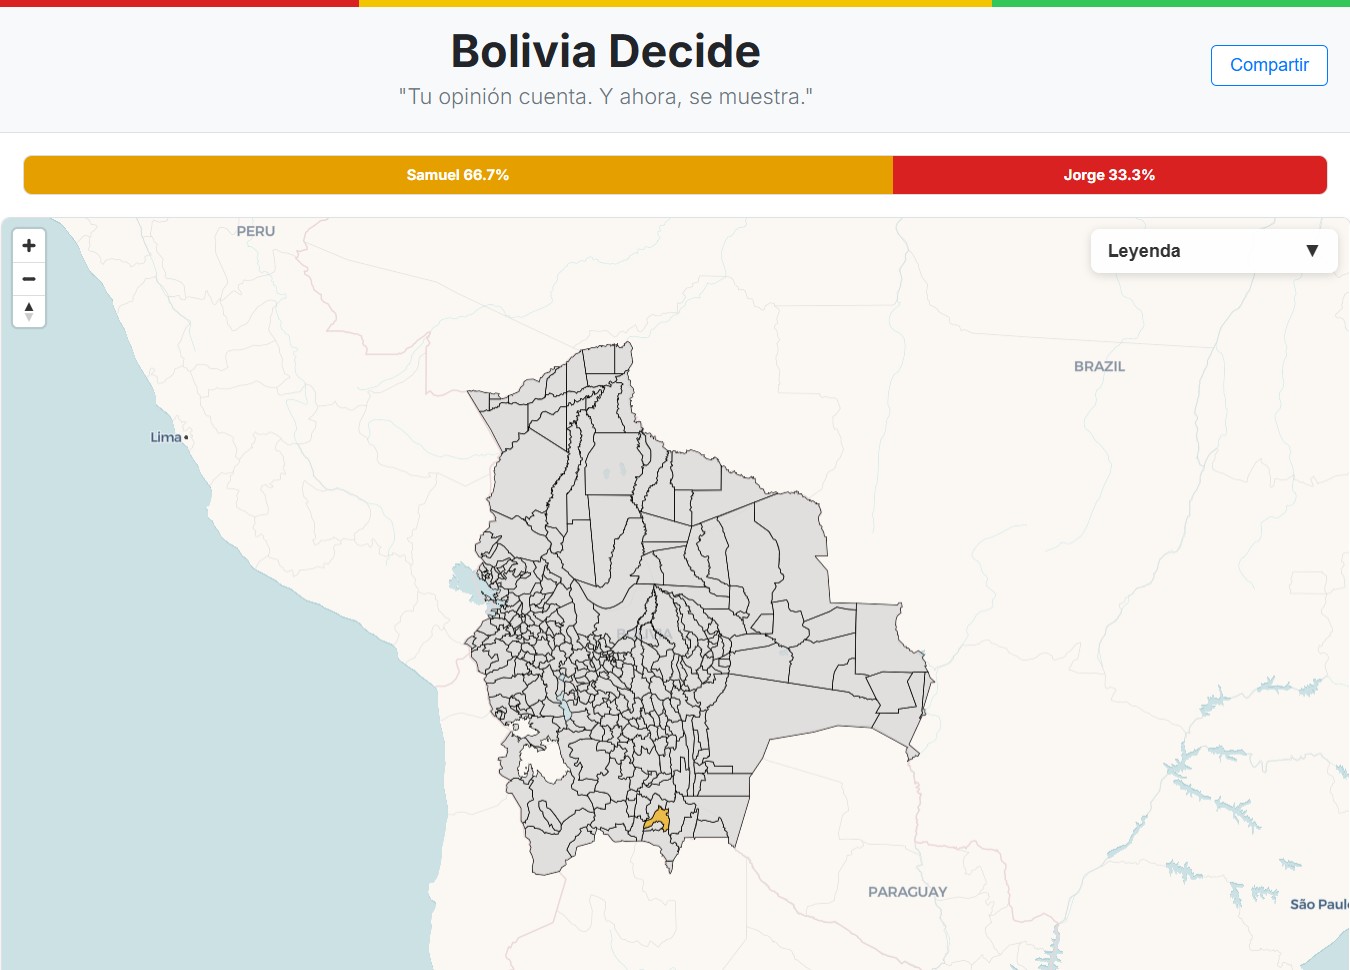 Bolivia Decide
"Tu opinión cuenta. Y ahora, se muestra."
Compartir
Samuel 66.7%
Jorge 33.3%
PERU
Leyenda
BRAZIL
Lima
BOLIVIA
PARAGUAY
São Paul